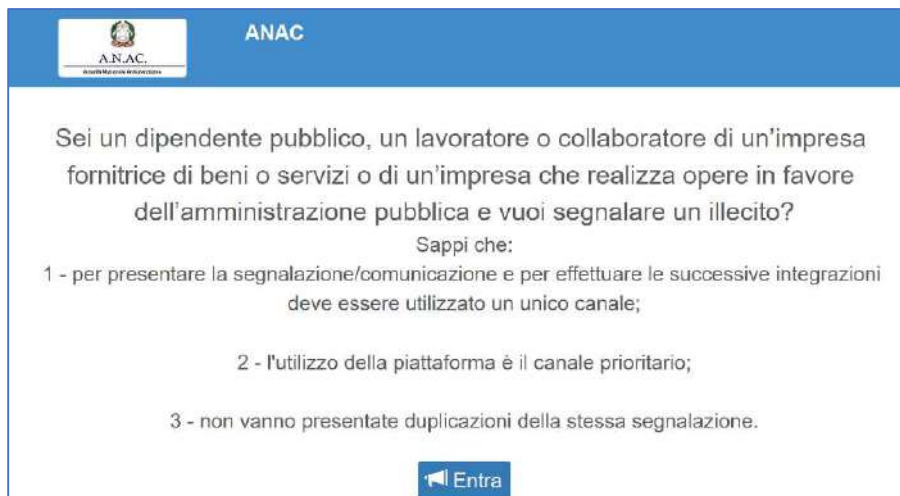 ANAC
A.N.AC.
Autorità Nazionale Anticorruzione
Sei un dipendente pubblico, un lavoratore o collaboratore di un'impresa
fornitrice di beni o servizi o di un'impresa che realizza opere in favore
dell'amministrazione pubblica e vuoi segnalare un illecito?
Sappi che:
1 - per presentare la segnalazione/comunicazione e per effettuare le successive integrazioni
deve essere utilizzato un unico canale;
2 - l'utilizzo della piattaforma è il canale prioritario;
3 - non vanno presentate duplicazioni della stessa segnalazione.
Entra